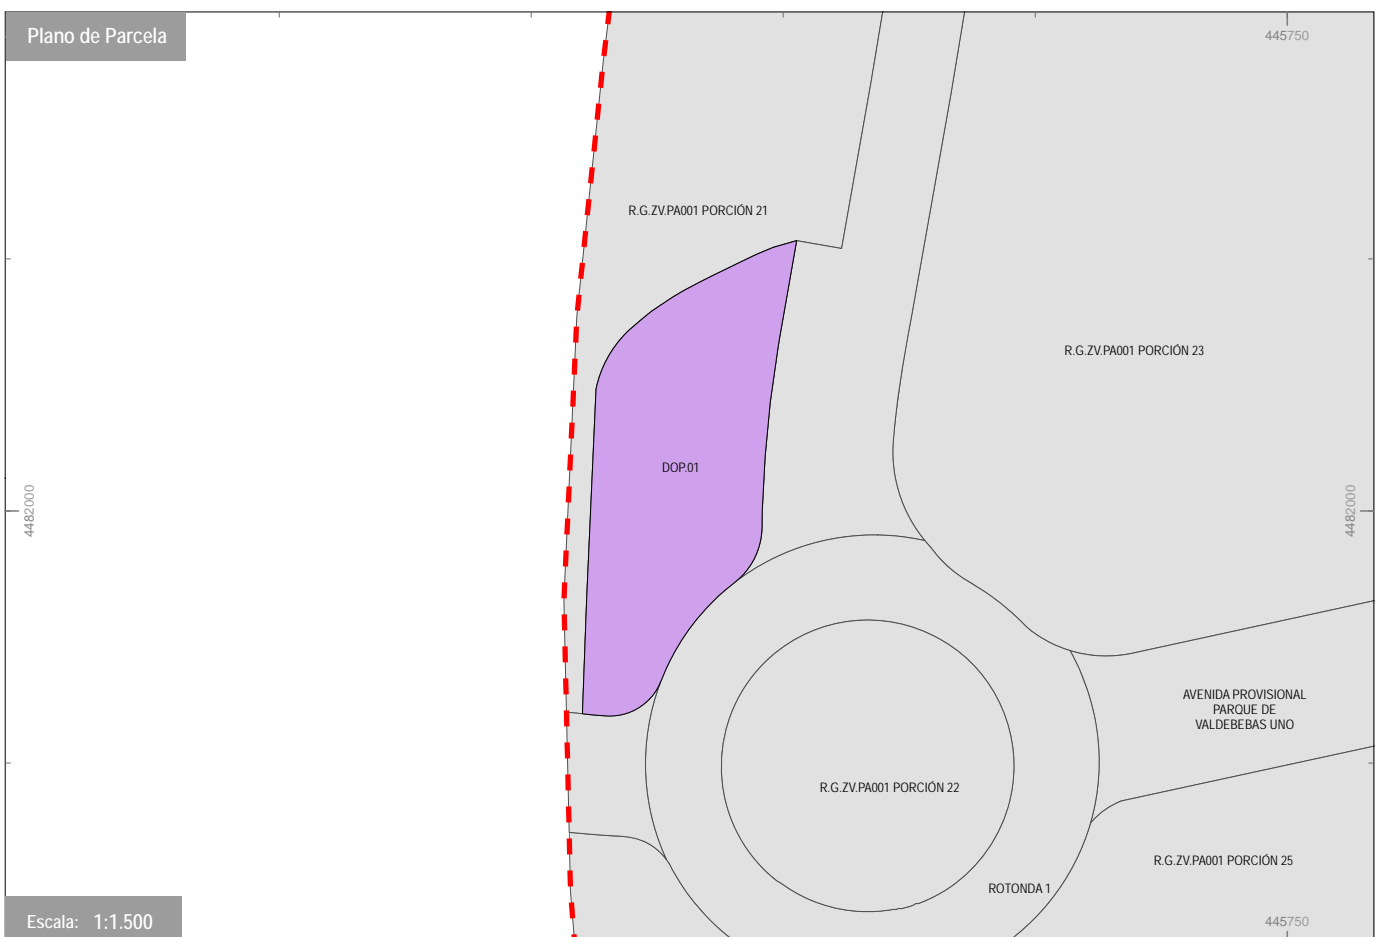 Plano de Parcela
445750
R.G.ZV.PA001 PORCIÓN 21
R.G.ZV.PA001 PORCIÓN 23
DOP.01
4482000
4482000
AVENIDA PROVISIONAL
PARQUE DE
VALDEBEBAS UNO
R.G.ZV.PA001 PORCIÓN 22
R.G.ZV.PA001 PORCIÓN 25
ROTONDA 1
Escala: 1:1.500
445750